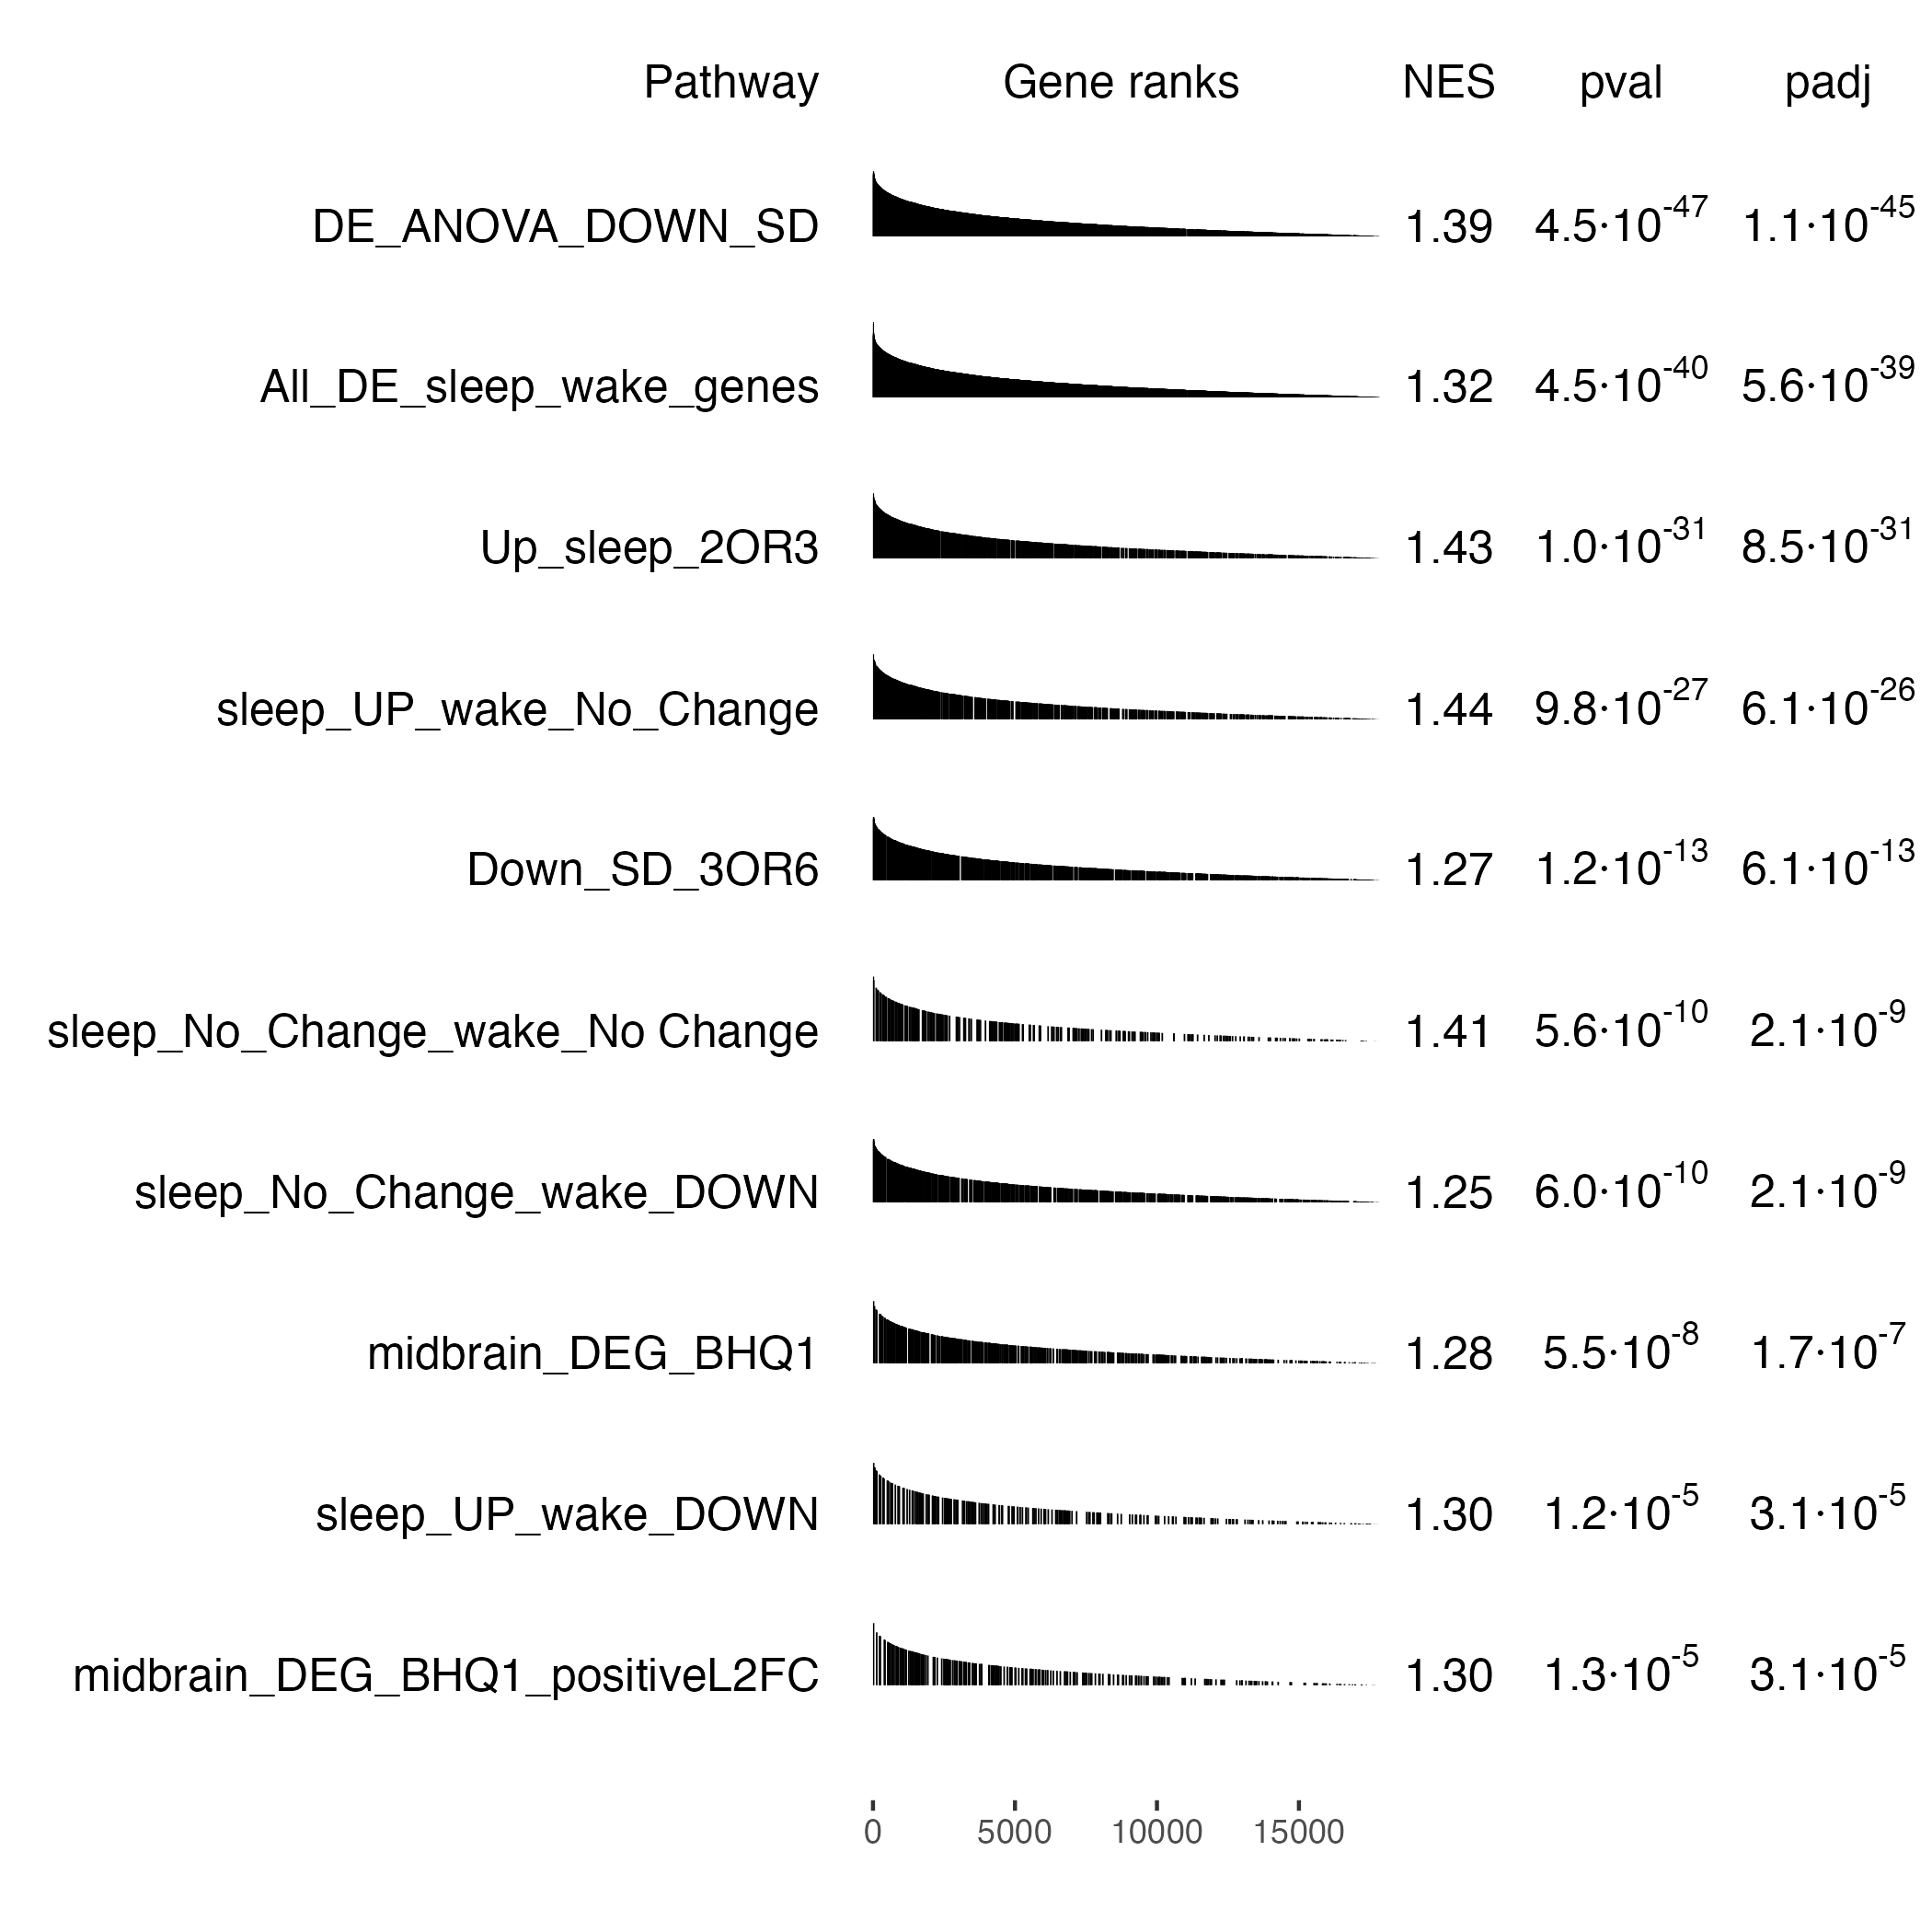 Pathway Gene ranks NES pval padj
DE_ANOVA_DOWN_SD 1.39 4.5·10^-47 1.1·10^-45
All_DE_sleep_wake_genes 1.32 4.5·10^-40 5.6·10^-39
Up_sleep_2OR3 1.43 1.0·10^-31 8.5·10^-31
sleep_UP_wake_No_Change 1.44 9.8·10^-27 6.1·10^-26
Down_SD_3OR6 1.27 1.2·10^-13 6.1·10^-13
sleep_No_Change_wake_No Change 1.41 5.6·10^-10 2.1·10^-9
sleep_No_Change_wake_DOWN 1.25 6.0·10^-10 2.1·10^-9
midbrain_DEG_BHQ1 1.28 5.5·10^-8 1.7·10^-7
sleep_UP_wake_DOWN 1.30 1.2·10^-5 3.1·10^-5
midbrain_DEG_BHQ1_positiveL2FC 1.30 1.3·10^-5 3.1·10^-5
0 5000 10000 15000